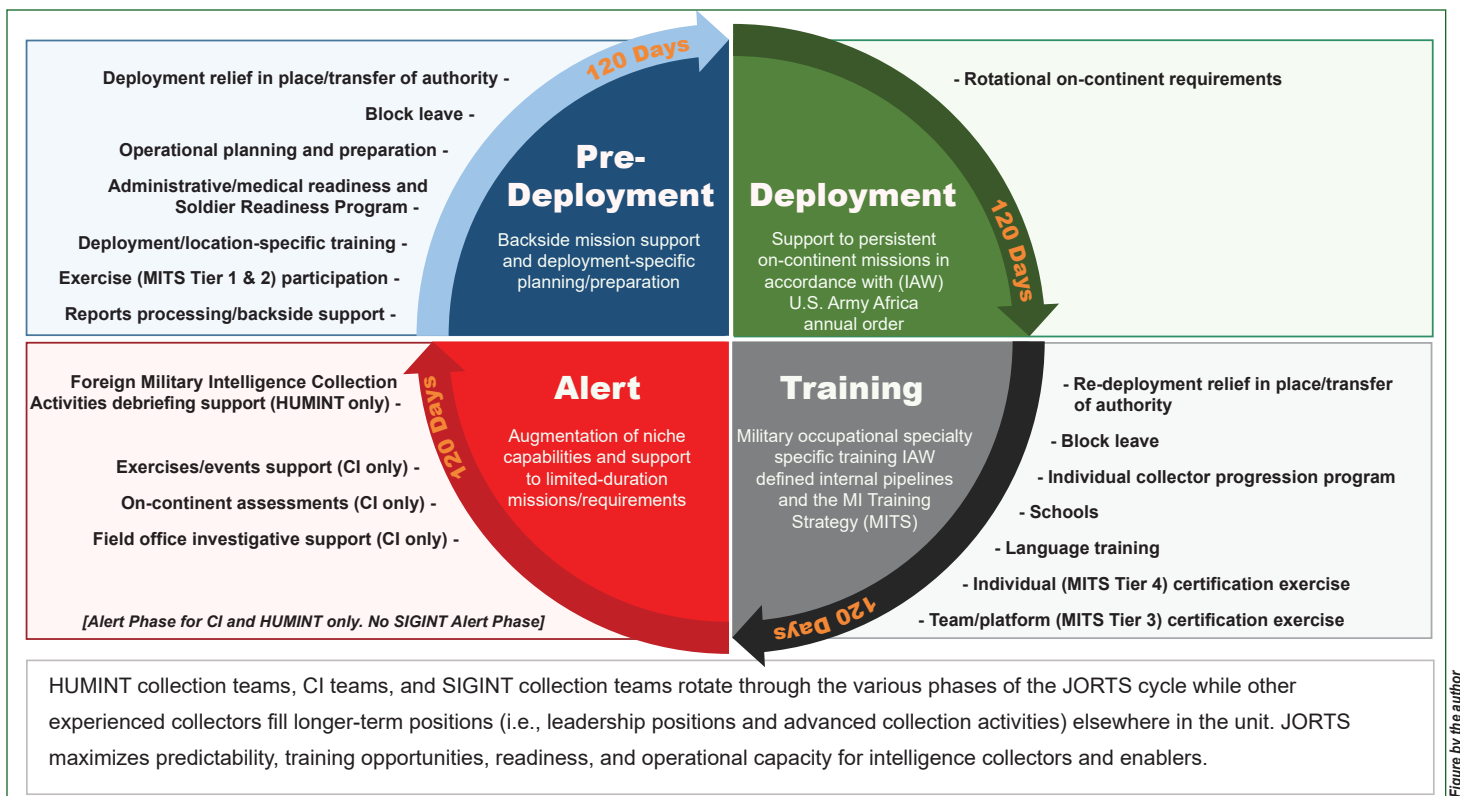 120 Days
Deployment relief in place/transfer of authority -
Block leave -
Operational planning and preparation -
Administrative/medical readiness and
Soldier Readiness Program -
Deployment/location-specific training -
Exercise (MITS Tier 1 & 2) participation -
Reports processing/backside support -
Pre-
Deployment
Backside mission support
and deployment-specific
planning/preparation
Deployment
Support to persistent
on-continent missions in
accordance with (IAW)
U.S. Army Africa
annual order
120 Days
- Rotational on-continent requirements
Foreign Military Intelligence Collection
Activities debriefing support (HUMINT only) -
Exercises/events support (CI only) -
On-continent assessments (CI only) -
Field office investigative support (CI only) -
[Alert Phase for CI and HUMINT only. No SIGINT Alert Phase]
120 Days
Alert
Augmentation of niche
capabilities and support
to limited-duration
missions/requirements
Training
Military occupational specialty
specific training IAW
defined internal pipelines
and the MI Training
Strategy (MITS)
120 Days
- Re-deployment relief in place/transfer
of authority
- Block leave
- Individual collector progression program
- Schools
- Language training
- Individual (MITS Tier 4) certification exercise
- Team/platform (MITS Tier 3) certification exercise
HUMINT collection teams, CI teams, and SIGINT collection teams rotate through the various phases of the JORTS cycle while other
experienced collectors fill longer-term positions (i.e., leadership positions and advanced collection activities) elsewhere in the unit. JORTS
maximizes predictability, training opportunities, readiness, and operational capacity for intelligence collectors and enablers.
Figure by the author